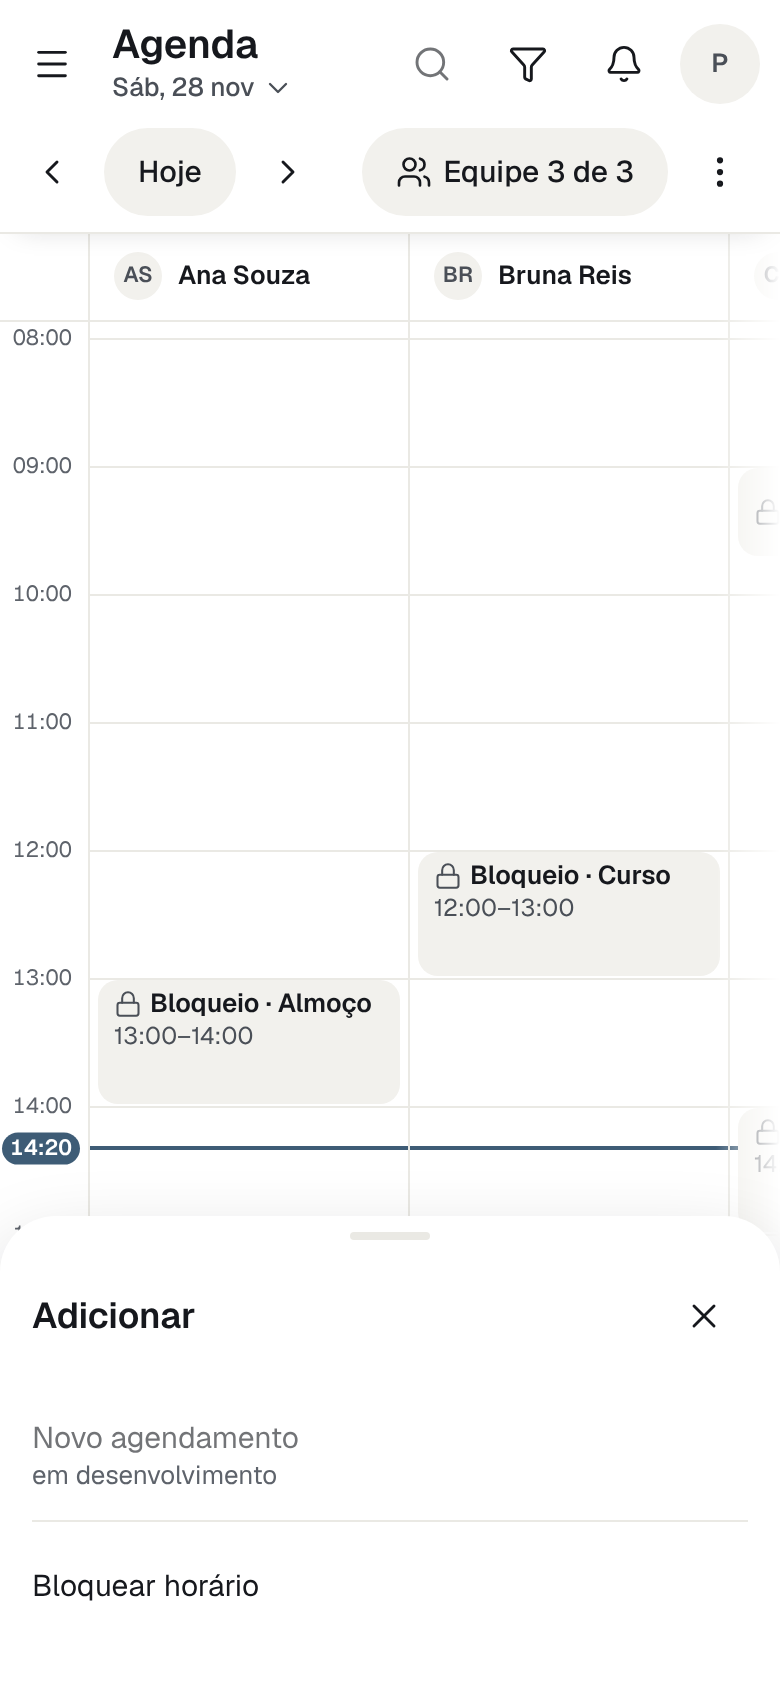 Agenda
Sáb, 28 nov
P
Hoje
Equipe 3 de 3
AS Ana Souza
BR Bruna Reis
08:00
09:00
10:00
11:00
12:00
Bloqueio · Curso
12:00–13:00
13:00
Bloqueio · Almoço
13:00–14:00
14:00
14:20
14
Adicionar
Novo agendamento
em desenvolvimento
Bloquear horário